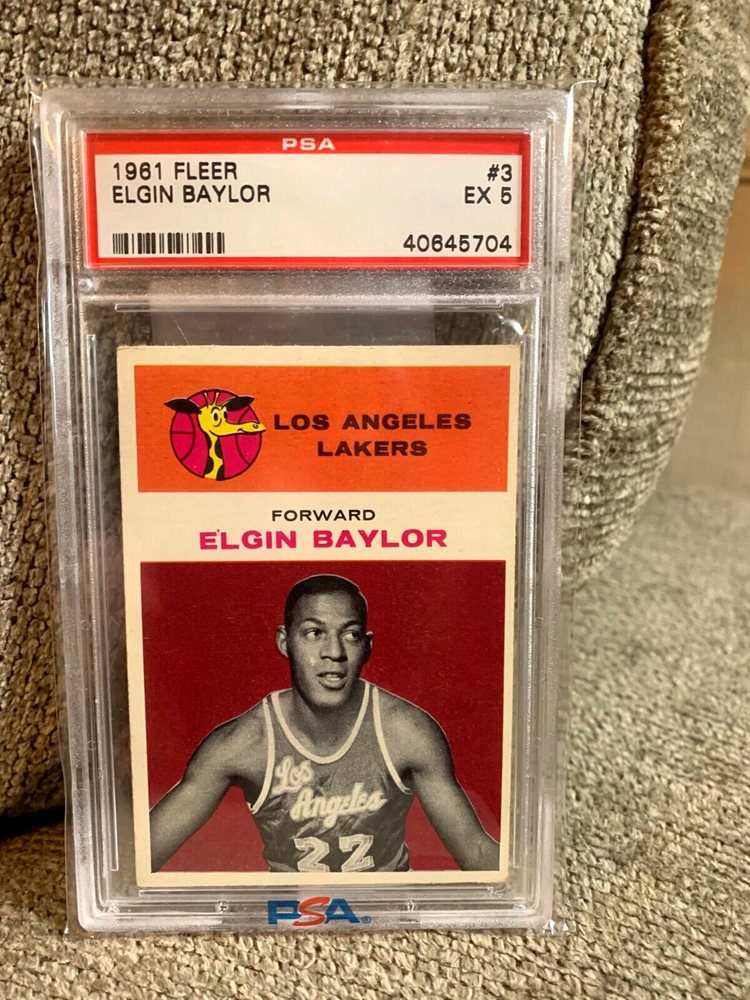 PSA
1961 FLEER #3
ELGIN BAYLOR EX 5
40645704
LOS ANGELES
LAKERS
FORWARD
ELGIN BAYLOR
Los
Angeles
22
PSA®